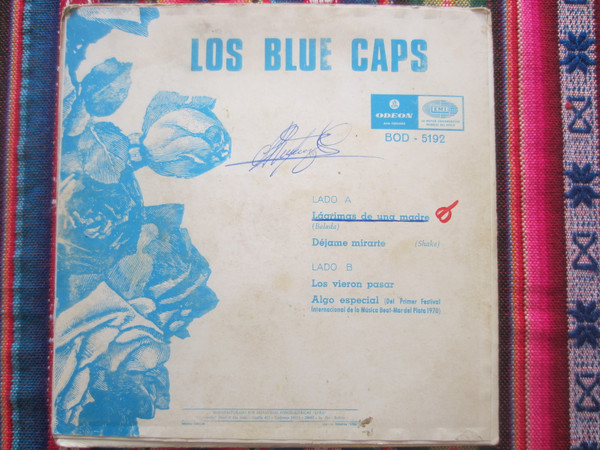 LOS BLUE CAPS
ODEON
EMI
BOD - 5192
LADO A
Lágrimas de una madre
(Balada)
Déjame mirarte (Shake)
LADO B
Los vieron pasar
Algo especial (Del Primer Festival
Internacional de la Música Beat-Mar del Plata 1970)